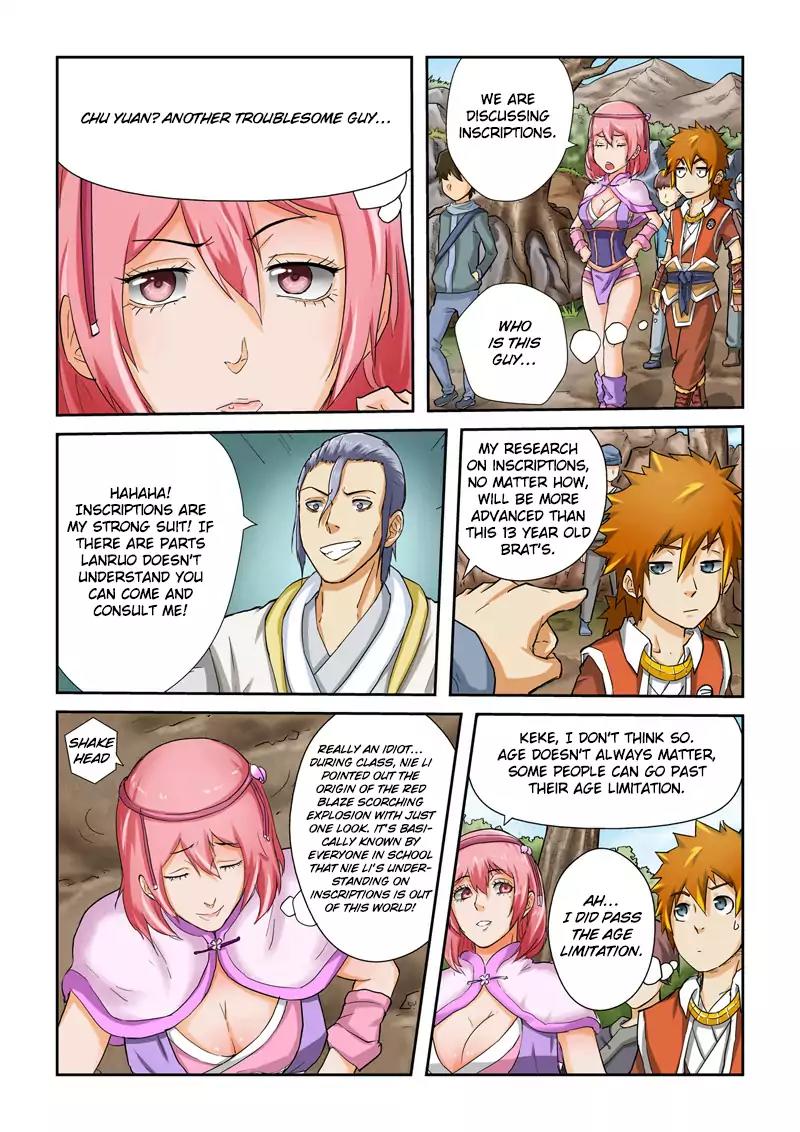 CHU YUAN? ANOTHER TROUBLESOME GUY...
WE ARE
DISCUSSING
INSCRIPTIONS.
WHO
IS THIS
GUY...
HAHAHA!
INSCRIPTIONS ARE
MY STRONG SUIT! IF
THERE ARE PARTS
LANRUO DOESN'T
UNDERSTAND YOU
CAN COME AND
CONSULT ME!
MY RESEARCH
ON INSCRIPTIONS,
NO MATTER HOW,
WILL BE MORE
ADVANCED THAN
THIS 13 YEAR OLD
BRAT'S.
SHAKE
HEAD
REALLY AN IDIOT...
DURING CLASS, NIE LI
POINTED OUT THE
ORIGIN OF THE RED
BLAZE SCORCHING
EXPLOSION WITH JUST
ONE LOOK. IT'S BASI-
CALLY KNOWN BY
EVERYONE IN SCHOOL
THAT NIE LI'S UNDER-
STANDING ON
INSCRIPTIONS IS OUT
OF THIS WORLD!
KEKE, I DON'T THINK SO.
AGE DOESN'T ALWAYS MATTER,
SOME PEOPLE CAN GO PAST
THEIR AGE LIMITATION.
AH...
I DID PASS
THE AGE
LIMITATION.